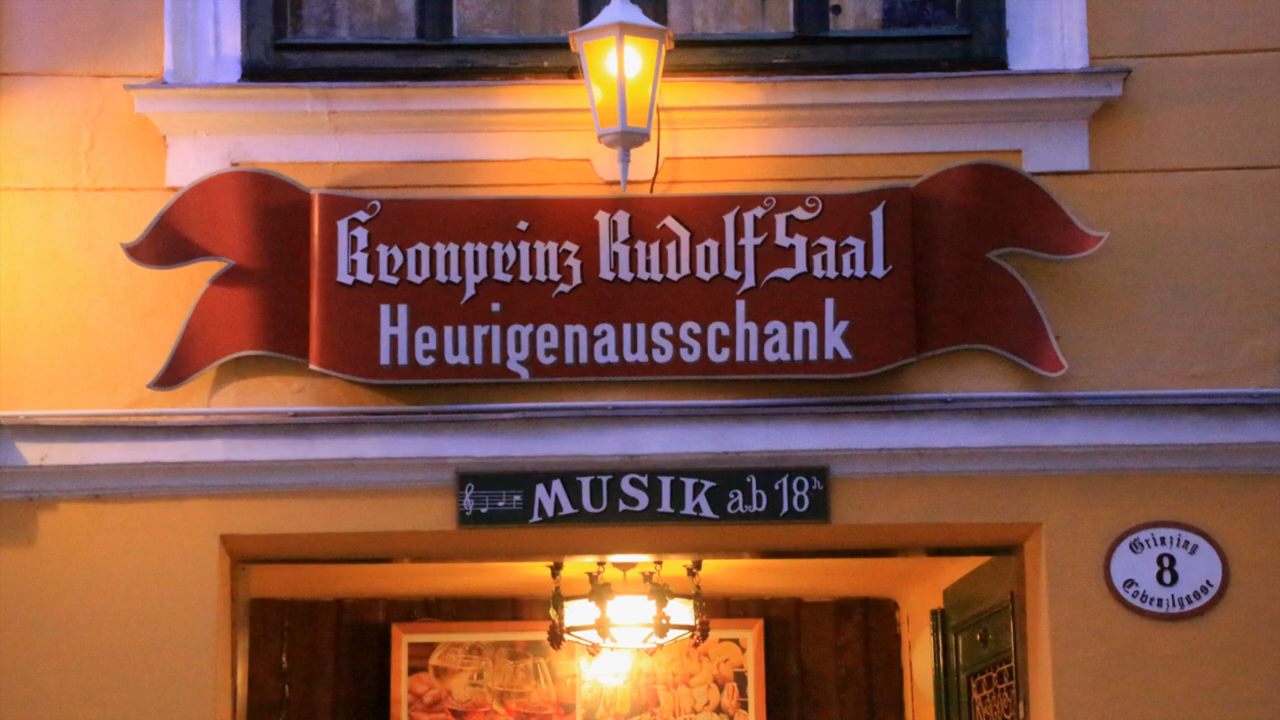 Kronprinz Rudolf Saal
Heurigenausschank
MUSIK ab 18h
Grinzing
8
Cobenzlgasse